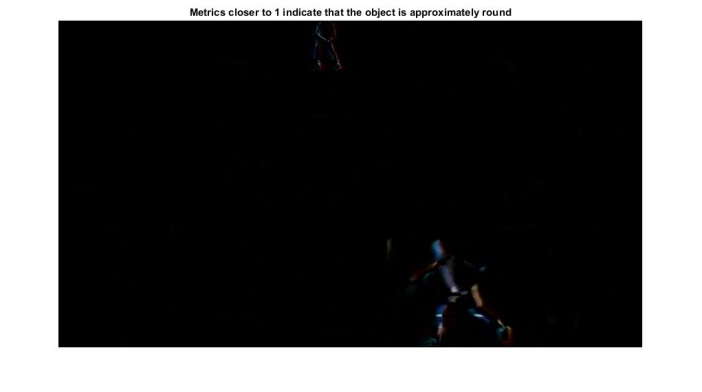 Metrics closer to 1 indicate that the object is approximately round